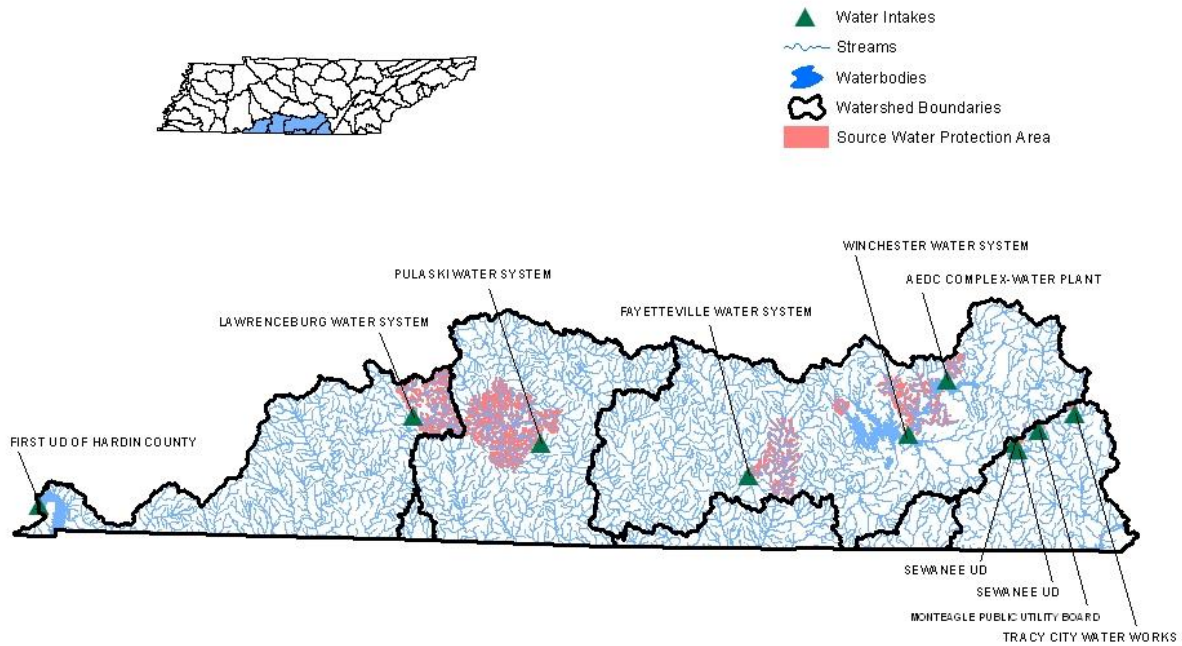 Water Intakes
Streams
Waterbodies
Watershed Boundaries
Source Water Protection Area
WINCHESTER WATER SYSTEM
PULASKI WATER SYSTEM
AEDC COMPLEX-WATER PLANT
FAYETTEVILLE WATER SYSTEM
LAWRENCEBURG WATER SYSTEM
FIRST UD OF HARDIN COUNTY
SEWANEE UD
SEWANEE UD
MONTEAGLE PUBLIC UTILITY BOARD
TRACY CITY WATER WORKS